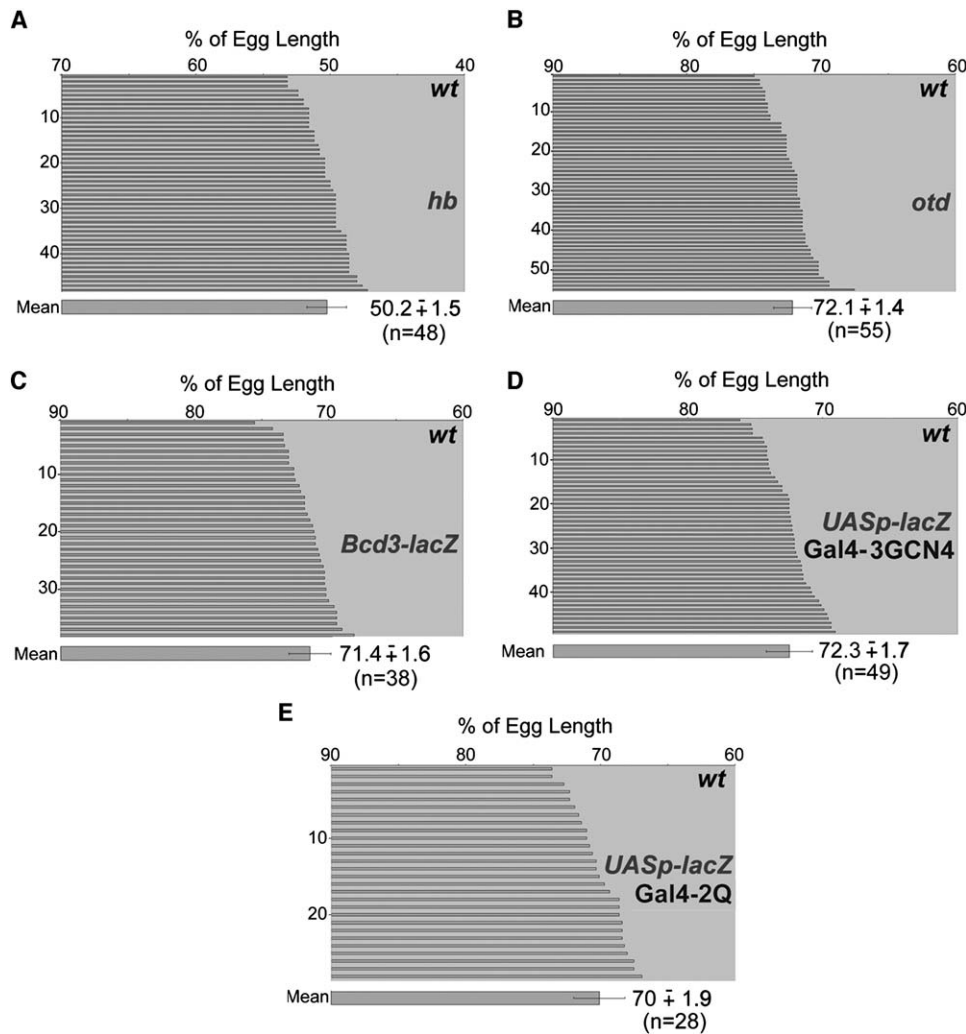 A
% of Egg Length
70 60 50 40
wt
10
20
30
40
hb
Mean
50.2 ∓ 1.5
(n=48)
B
% of Egg Length
90 80 70 60
wt
10
20
30
40
50
otd
Mean
72.1 ∓ 1.4
(n=55)
C
% of Egg Length
90 80 70 60
wt
10
20
30
Bcd3-lacZ
Mean
71.4 ∓ 1.6
(n=38)
D
% of Egg Length
90 80 70 60
wt
10
20
30
40
UASp-lacZ
Gal4-3GCN4
Mean
72.3 ∓ 1.7
(n=49)
E
% of Egg Length
90 80 70 60
wt
10
20
UASp-lacZ
Gal4-2Q
Mean
70 ∓ 1.9
(n=28)